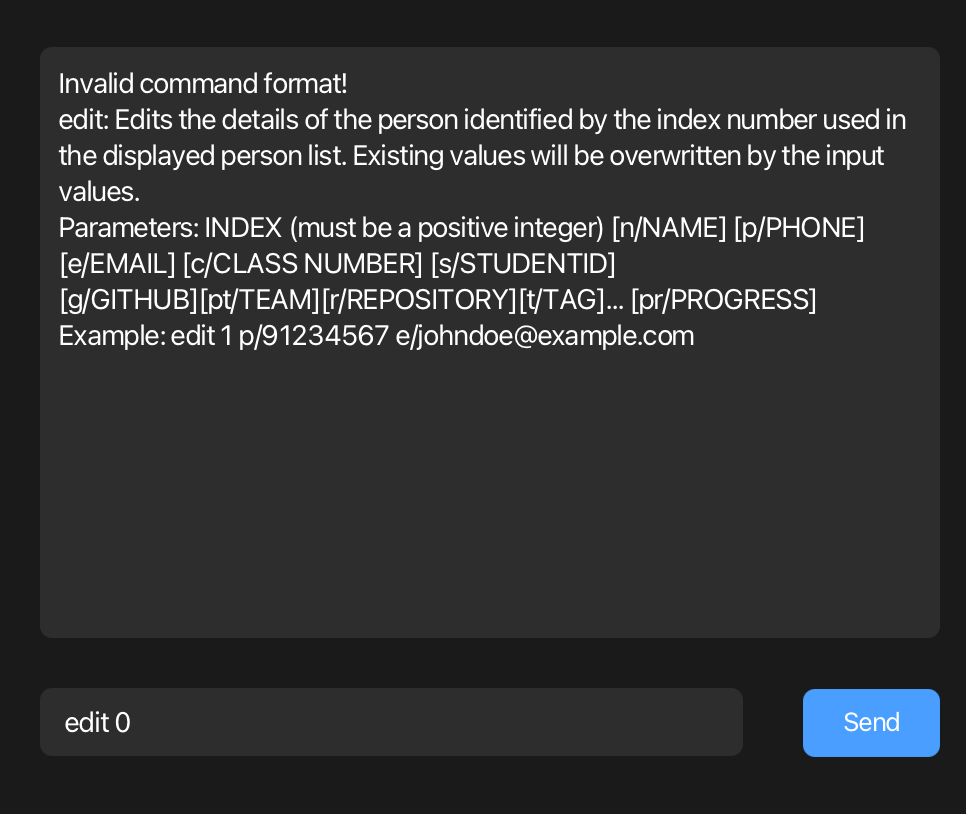 Invalid command format!
edit: Edits the details of the person identified by the index number used in
the displayed person list. Existing values will be overwritten by the input
values.
Parameters: INDEX (must be a positive integer) [n/NAME] [p/PHONE]
[e/EMAIL] [c/CLASS NUMBER] [s/STUDENTID]
[g/GITHUB][pt/TEAM][r/REPOSITORY][t/TAG]... [pr/PROGRESS]
Example: edit 1 p/91234567 e/johndoe@example.com
edit 0
Send